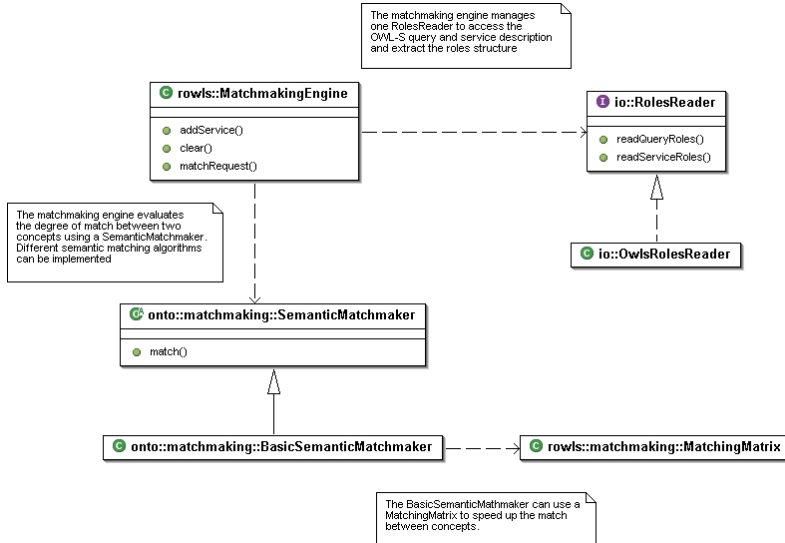 The matchmaking engine manages
one RolesReader to access the
OWL-S query and service description
and extract the roles structure
rowls::MatchmakingEngine
addService()
clear()
matchRequest()
io::RolesReader
readQueryRoles()
readServiceRoles()
The matchmaking engine evaluates
the degree of match between two
concepts using a SemanticMatchmaker.
Different semantic matching algorithms
can be implemented
io::OwlsRolesReader
onto::matchmaking::SemanticMatchmaker
match()
onto::matchmaking::BasicSemanticMatchmaker
rowls::matchmaking::MatchingMatrix
The BasicSemanticMathmaker can use a
MatchingMatrix to speed up the match
between concepts.